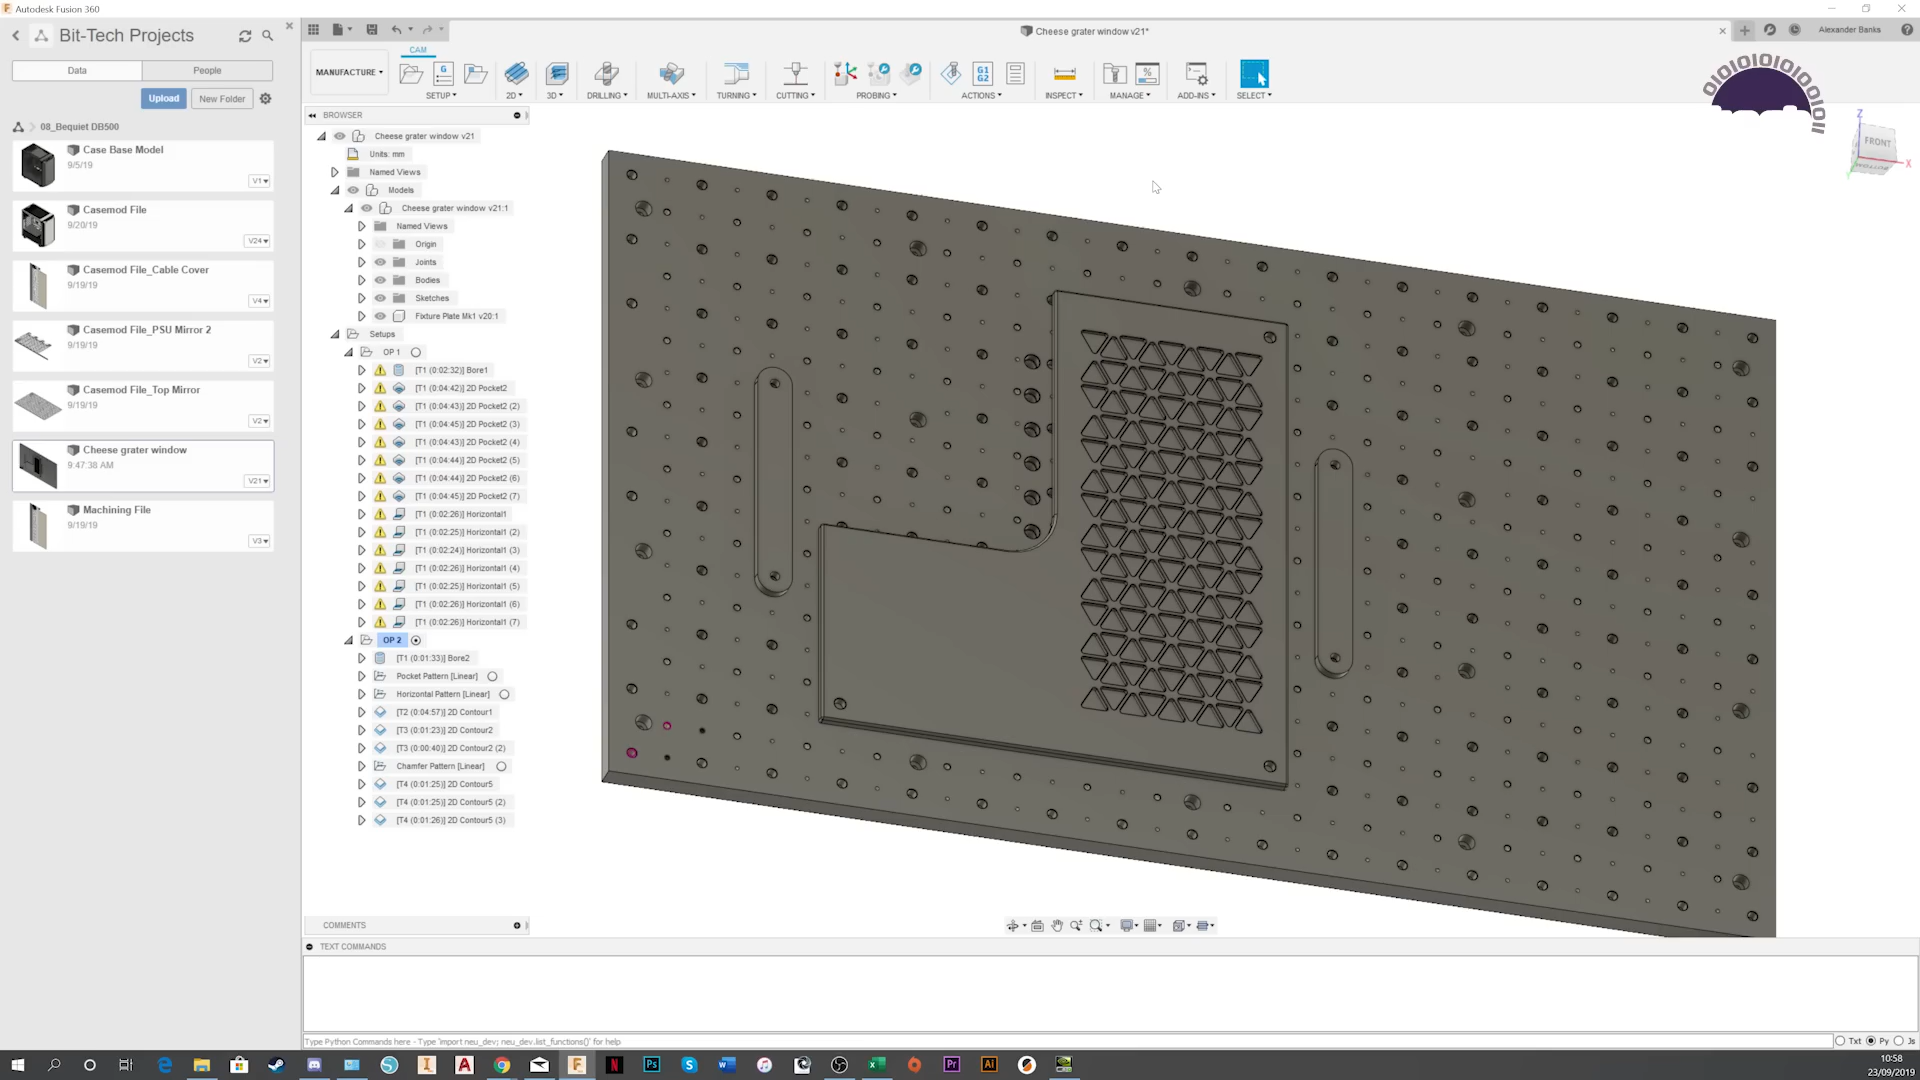 Autodesk Fusion 360
Bit-Tech Projects
Data
People
Upload
New Folder
08_Bequiet DB500
Case Base Model
9/5/19
V1
Casemod File
9/20/19
V24
Casemod File_Cable Cover
9/19/19
V4
Casemod File_PSU Mirror 2
9/19/19
V2
Casemod File_Top Mirror
9/19/19
V2
Cheese grater window
9:47:38 AM
V21
Machining File
9/19/19
V3
Cheese grater window v21*
Alexander Banks
CAM
MANUFACTURE
SETUP
2D
3D
DRILLING
MULTI-AXIS
TURNING
CUTTING
PROBING
ACTIONS
INSPECT
MANAGE
ADD-INS
SELECT
G
G1
G2
BROWSER
Cheese grater window v21
Units: mm
Named Views
Models
Cheese grater window v21:1
Named Views
Origin
Joints
Bodies
Sketches
Fixture Plate Mk1 v20:1
Setups
OP 1
[T1 (0:02:32)] Bore1
[T1 (0:04:42)] 2D Pocket2
[T1 (0:04:43)] 2D Pocket2 (2)
[T1 (0:04:45)] 2D Pocket2 (3)
[T1 (0:04:43)] 2D Pocket2 (4)
[T1 (0:04:44)] 2D Pocket2 (5)
[T1 (0:04:44)] 2D Pocket2 (6)
[T1 (0:04:45)] 2D Pocket2 (7)
[T1 (0:02:26)] Horizontal1
[T1 (0:02:25)] Horizontal1 (2)
[T1 (0:02:24)] Horizontal1 (3)
[T1 (0:02:26)] Horizontal1 (4)
[T1 (0:02:25)] Horizontal1 (5)
[T1 (0:02:26)] Horizontal1 (6)
[T1 (0:02:26)] Horizontal1 (7)
OP 2
[T1 (0:01:33)] Bore2
Pocket Pattern [Linear]
Horizontal Pattern [Linear]
[T2 (0:04:57)] 2D Contour1
[T3 (0:01:23)] 2D Contour2
[T3 (0:00:40)] 2D Contour2 (2)
Chamfer Pattern [Linear]
[T4 (0:01:25)] 2D Contour5
[T4 (0:01:25)] 2D Contour5 (2)
[T4 (0:01:26)] 2D Contour5 (3)
Z
FRONT
BOTTOM
X
Y
COMMENTS
TEXT COMMANDS
Type Python Commands here - Type 'import neu_dev; neu_dev.list_functions()' for help
Txt
Py
Js
10:58
23/09/2019